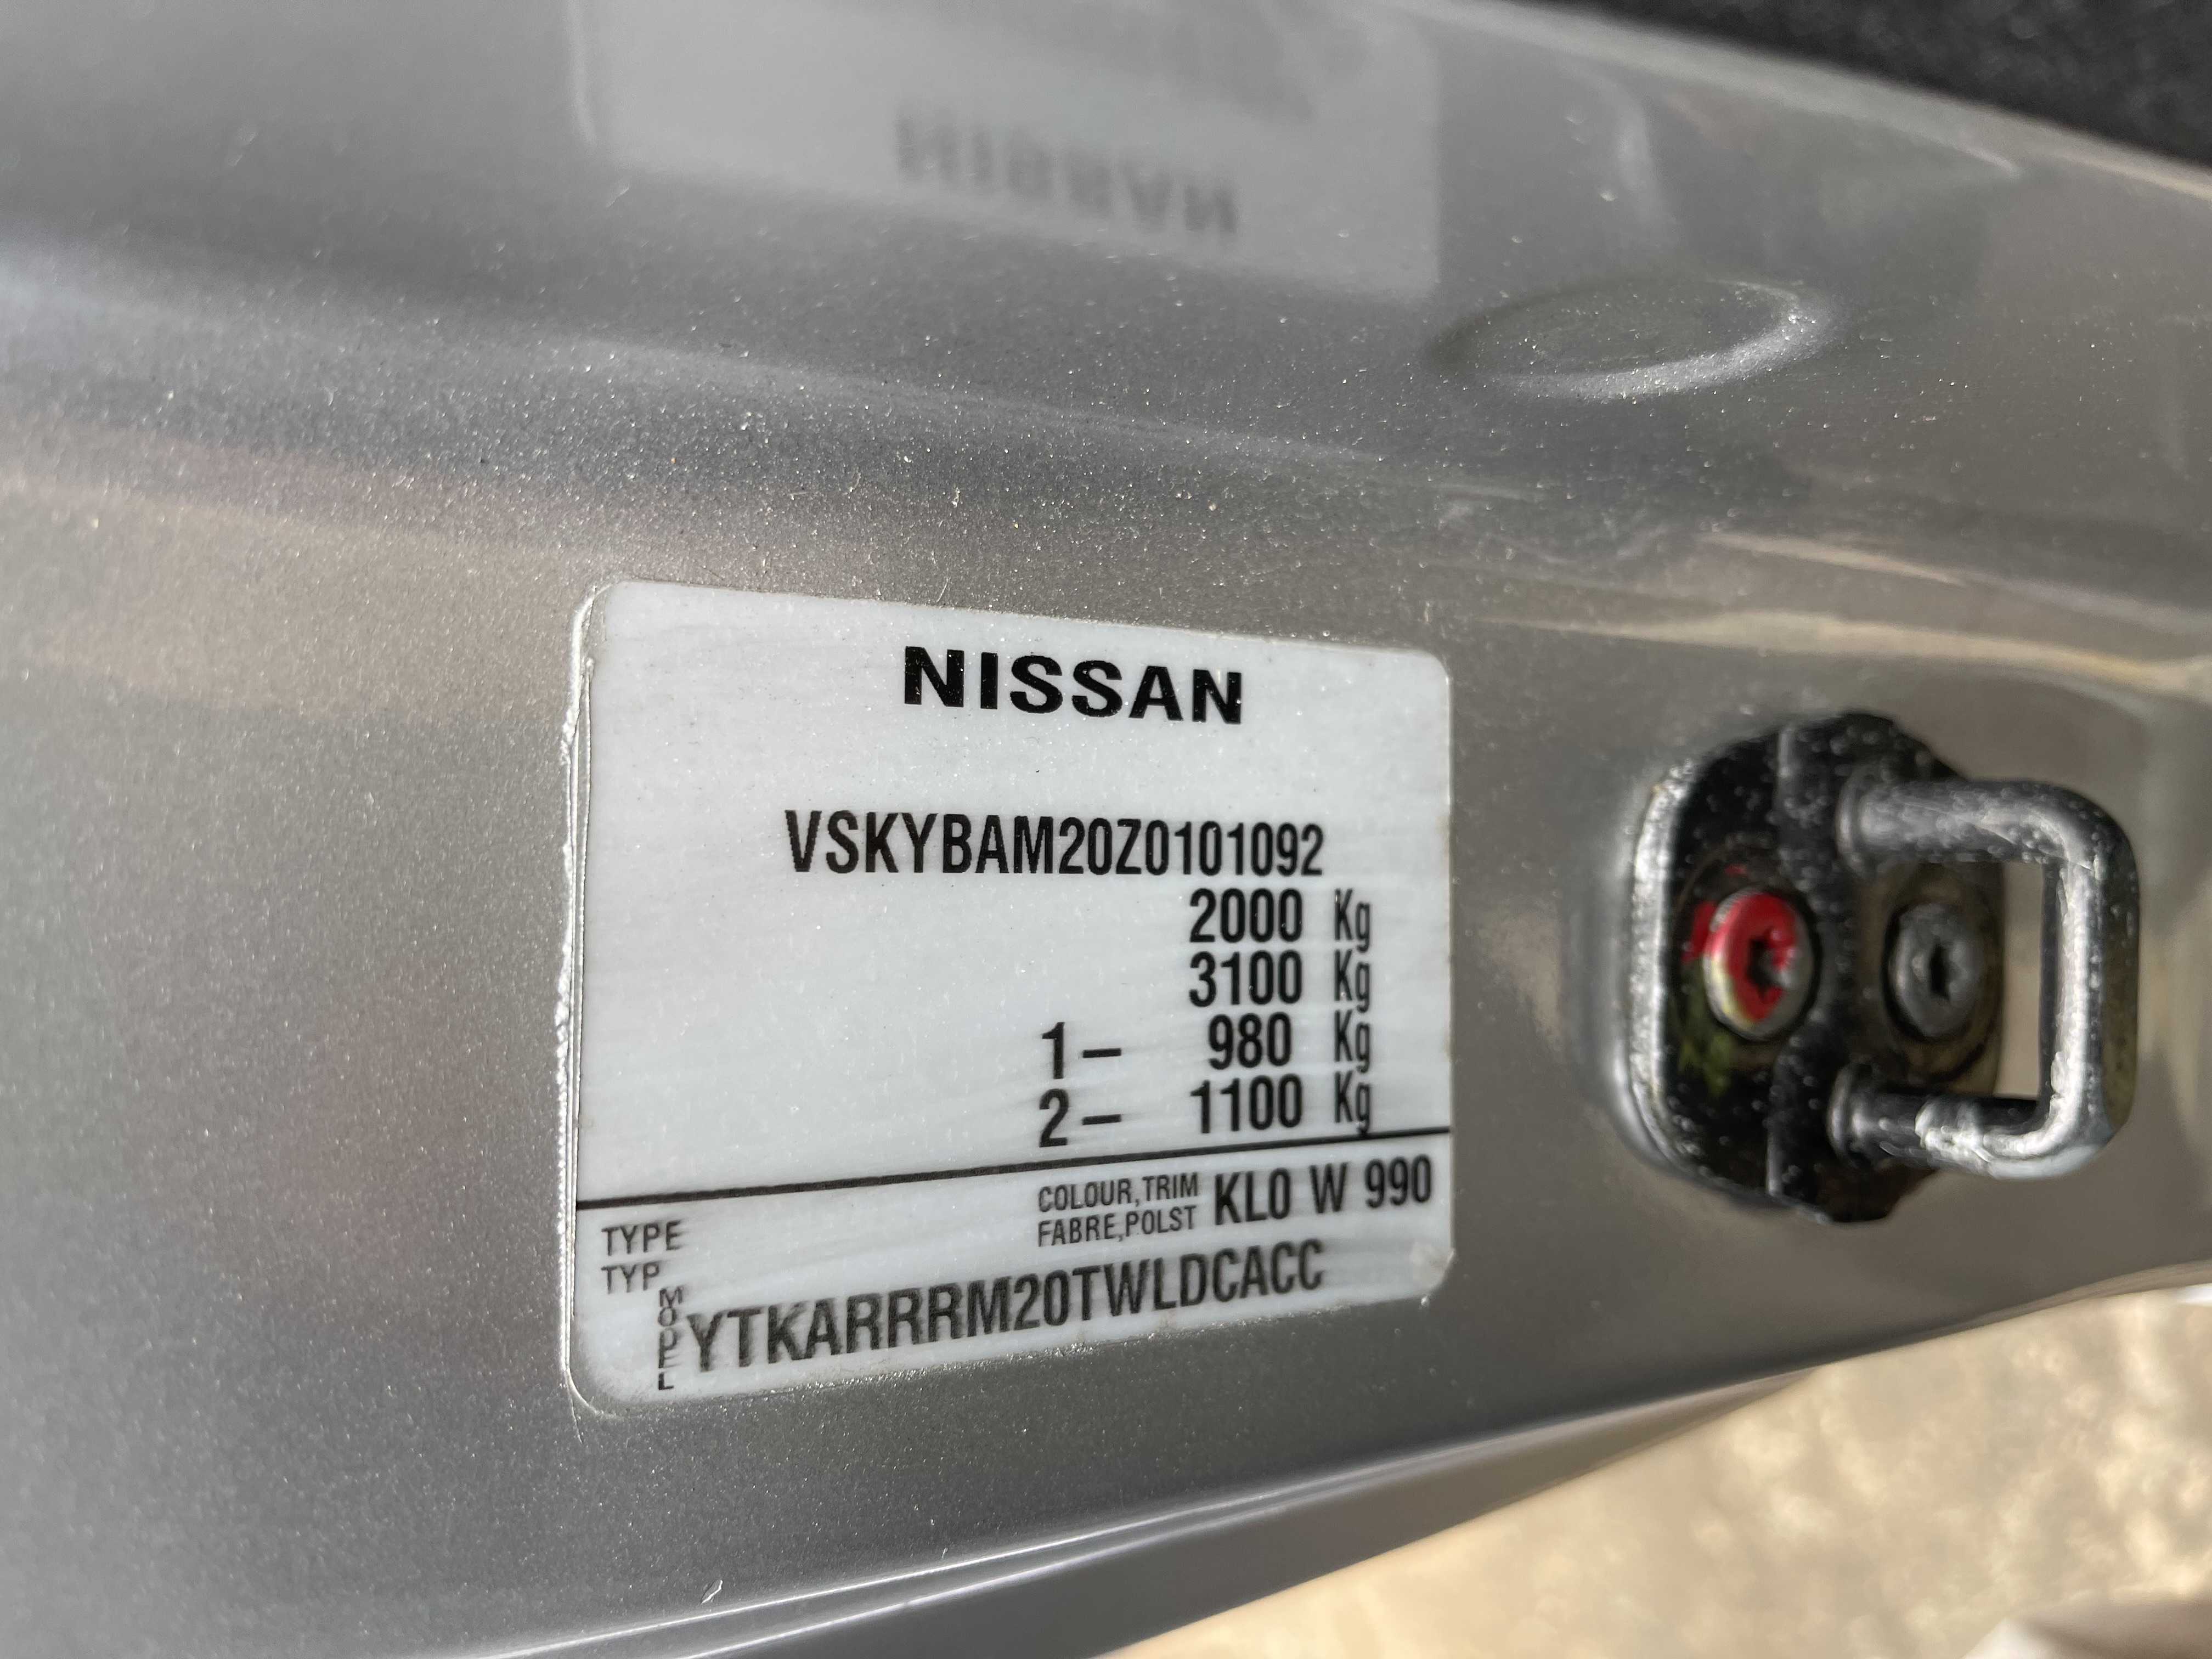 NISSAN
VSKYBAM20Z0101092
2000 Kg
3100 Kg
1– 980 Kg
2– 1100 Kg
TYPE COLOUR,TRIM KL0 W 990
TYP FABRE,POLST
MODEL YTKARRRM20TWLDCACC